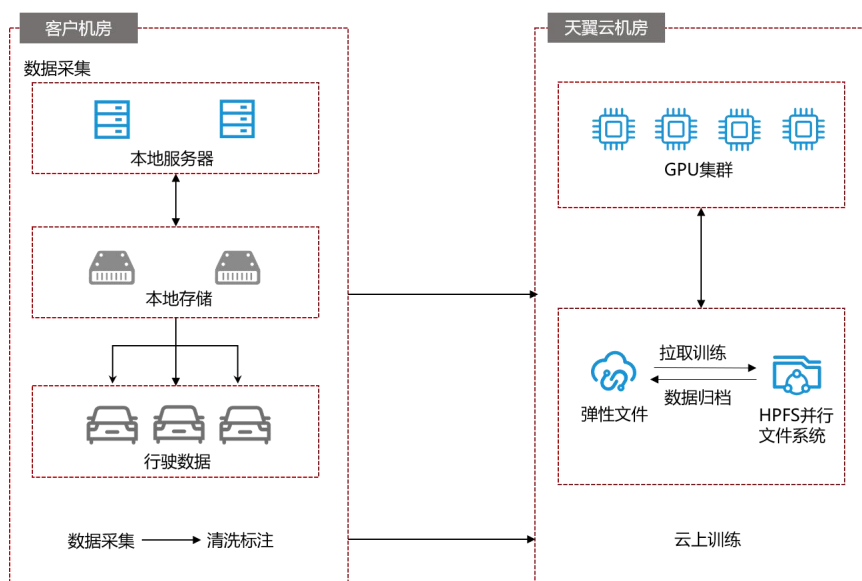 客户机房
数据采集
本地服务器
本地存储
行驶数据
数据采集
清洗标注
天翼云机房
GPU集群
拉取训练
数据归档
弹性文件
HPFS并行
文件系统
云上训练